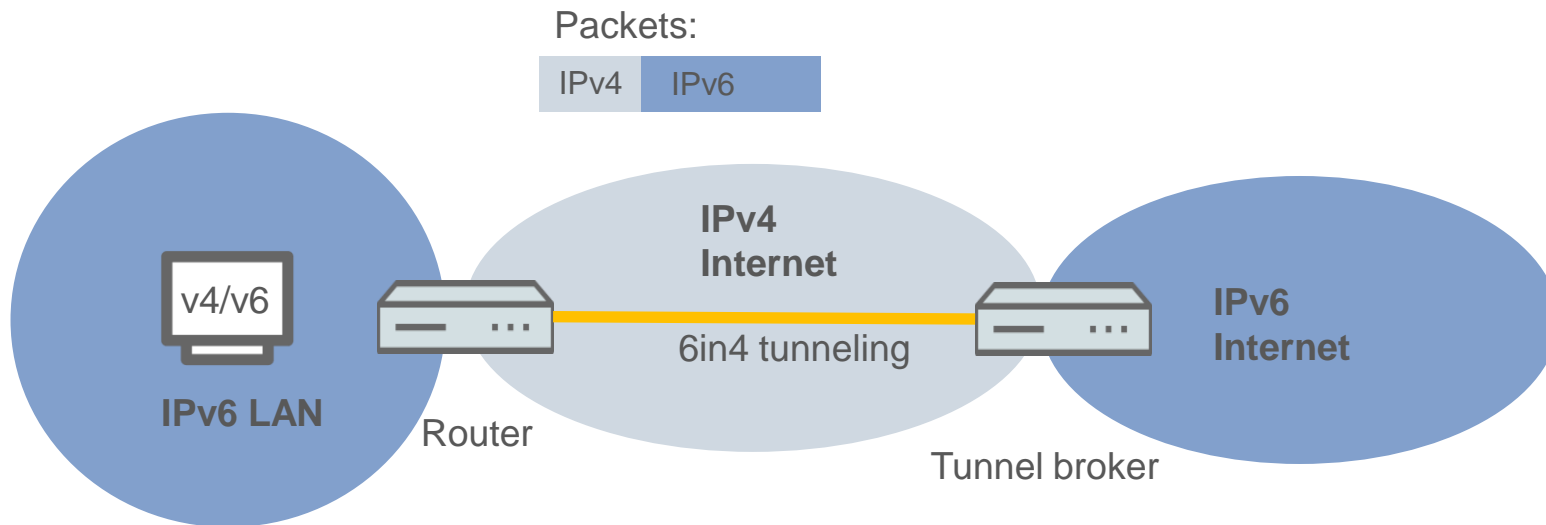 Packets:
IPv4 IPv6
IPv4
Internet
v4/v6
IPv6
Internet
6in4 tunneling
IPv6 LAN
Router
Tunnel broker